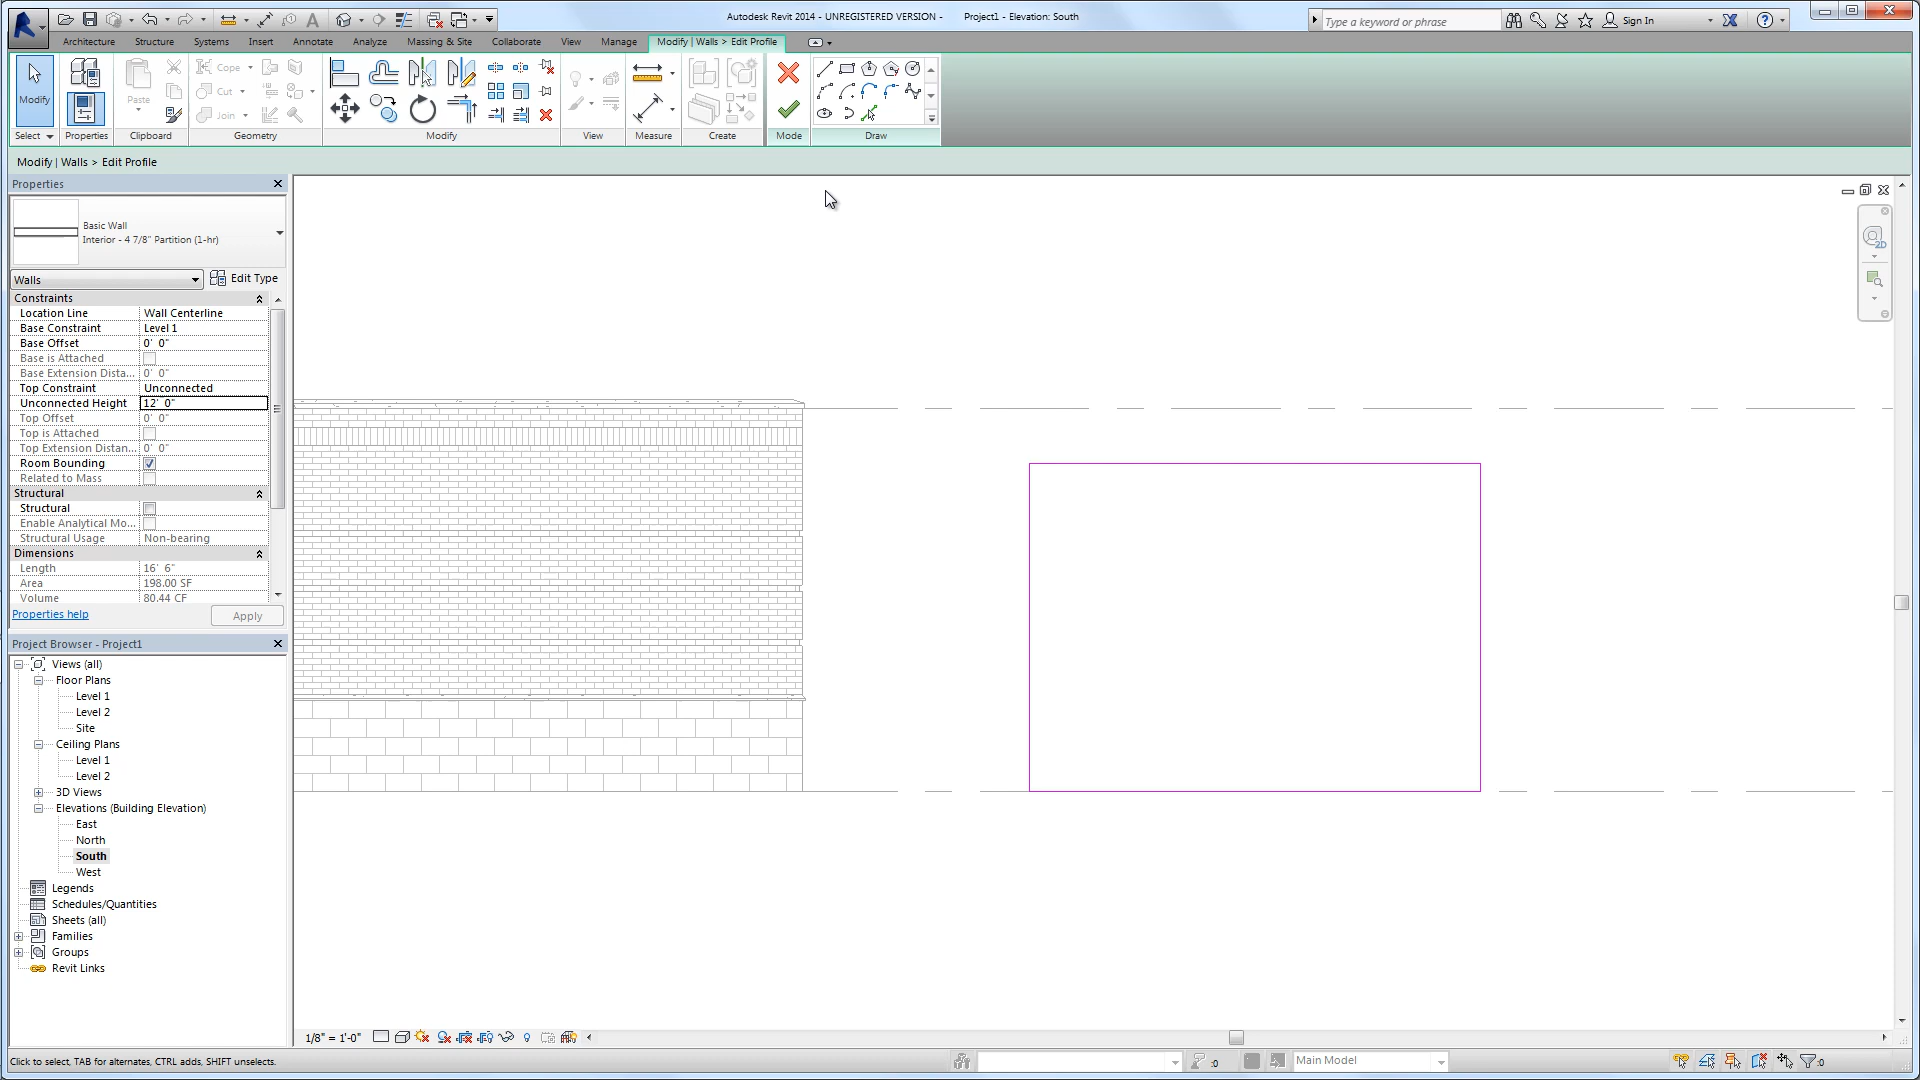 Autodesk Revit 2014 - UNREGISTERED VERSION - Project1 - Elevation: South
Type a keyword or phrase
Sign In
Architecture Structure Systems Insert Annotate Analyze Massing & Site Collaborate View Manage Modify | Walls > Edit Profile
Modify
Paste
Cope
Cut
Join
Select Properties Clipboard Geometry Modify View Measure Create Mode Draw
Modify | Walls > Edit Profile
Properties
Basic Wall
Interior - 4 7/8" Partition (1-hr)
Walls
Edit Type
Constraints
Location Line Wall Centerline
Base Constraint Level 1
Base Offset 0' 0"
Base is Attached
Base Extension Dista... 0' 0"
Top Constraint Unconnected
Unconnected Height 12' 0"
Top Offset 0' 0"
Top is Attached
Top Extension Distan... 0' 0"
Room Bounding
Related to Mass
Structural
Structural
Enable Analytical Mo...
Structural Usage Non-bearing
Dimensions
Length 16' 6"
Area 198.00 SF
Volume 80.44 CF
Properties help
Apply
Project Browser - Project1
Views (all)
Floor Plans
Level 1
Level 2
Site
Ceiling Plans
Level 1
Level 2
3D Views
Elevations (Building Elevation)
East
North
South
West
Legends
Schedules/Quantities
Sheets (all)
Families
Groups
Revit Links
2D
1/8" = 1'-0"
Click to select, TAB for alternates, CTRL adds, SHIFT unselects.
:0
Main Model
:0